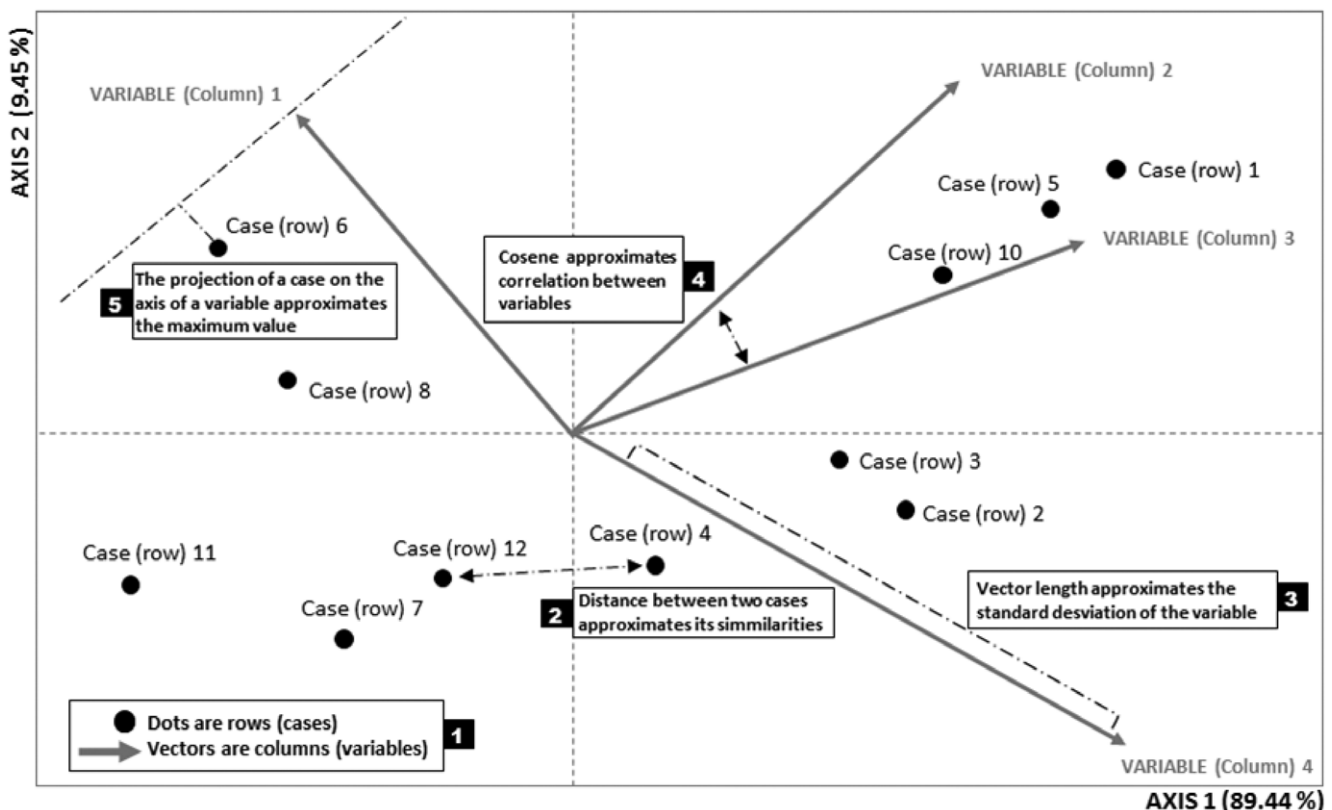 AXIS 2 (9.45 %)
VARIABLE (Column) 1
VARIABLE (Column) 2
Case (row) 1
Case (row) 5
Case (row) 6
VARIABLE (Column) 3
Case (row) 10
Cosene approximates
correlation between
variables
4
5
The projection of a case on the
axis of a variable approximates
the maximum value
Case (row) 8
Case (row) 3
Case (row) 2
Case (row) 4
Case (row) 12
Case (row) 11
Case (row) 7
2
Distance between two cases
approximates its simmilarities
Vector length approximates the
standard desviation of the variable
3
Dots are rows (cases)
Vectors are columns (variables)
1
VARIABLE (Column) 4
AXIS 1 (89.44 %)